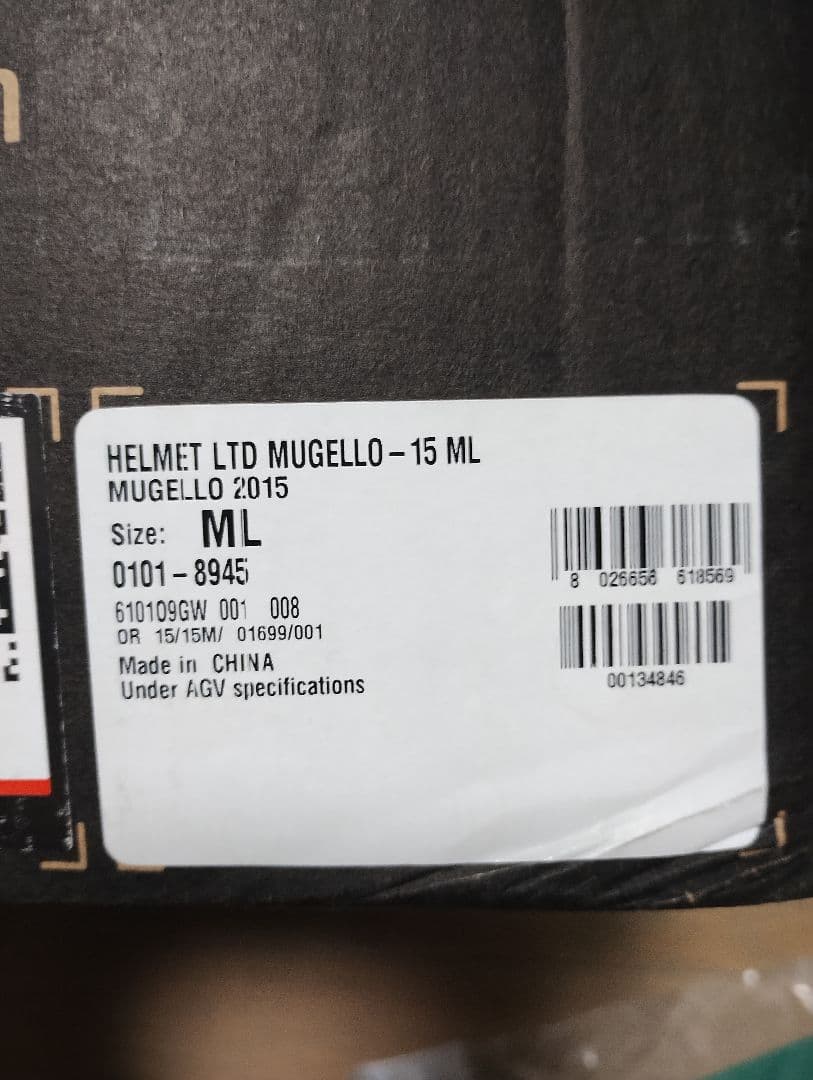 HELMET LTD MUGELLO-15 ML
MUGELLO 2015
Size: ML
0101-8945
610109GW 001 008
OR 15/15M/ 01699/001
Made in CHINA
Under AGV specifications
8 026656 618569
00134846